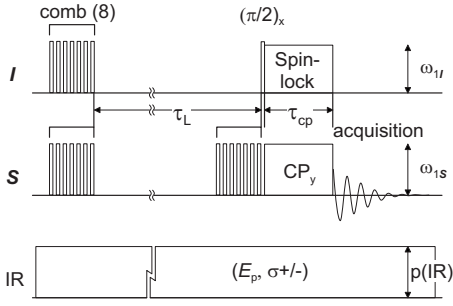 comb (8)
(π/2)ₓ
I
Spin-
lock
ω₁I
τL
τcp
acquisition
S
CPy
ω₁S
IR
(Eₚ, σ+/-)
p(IR)